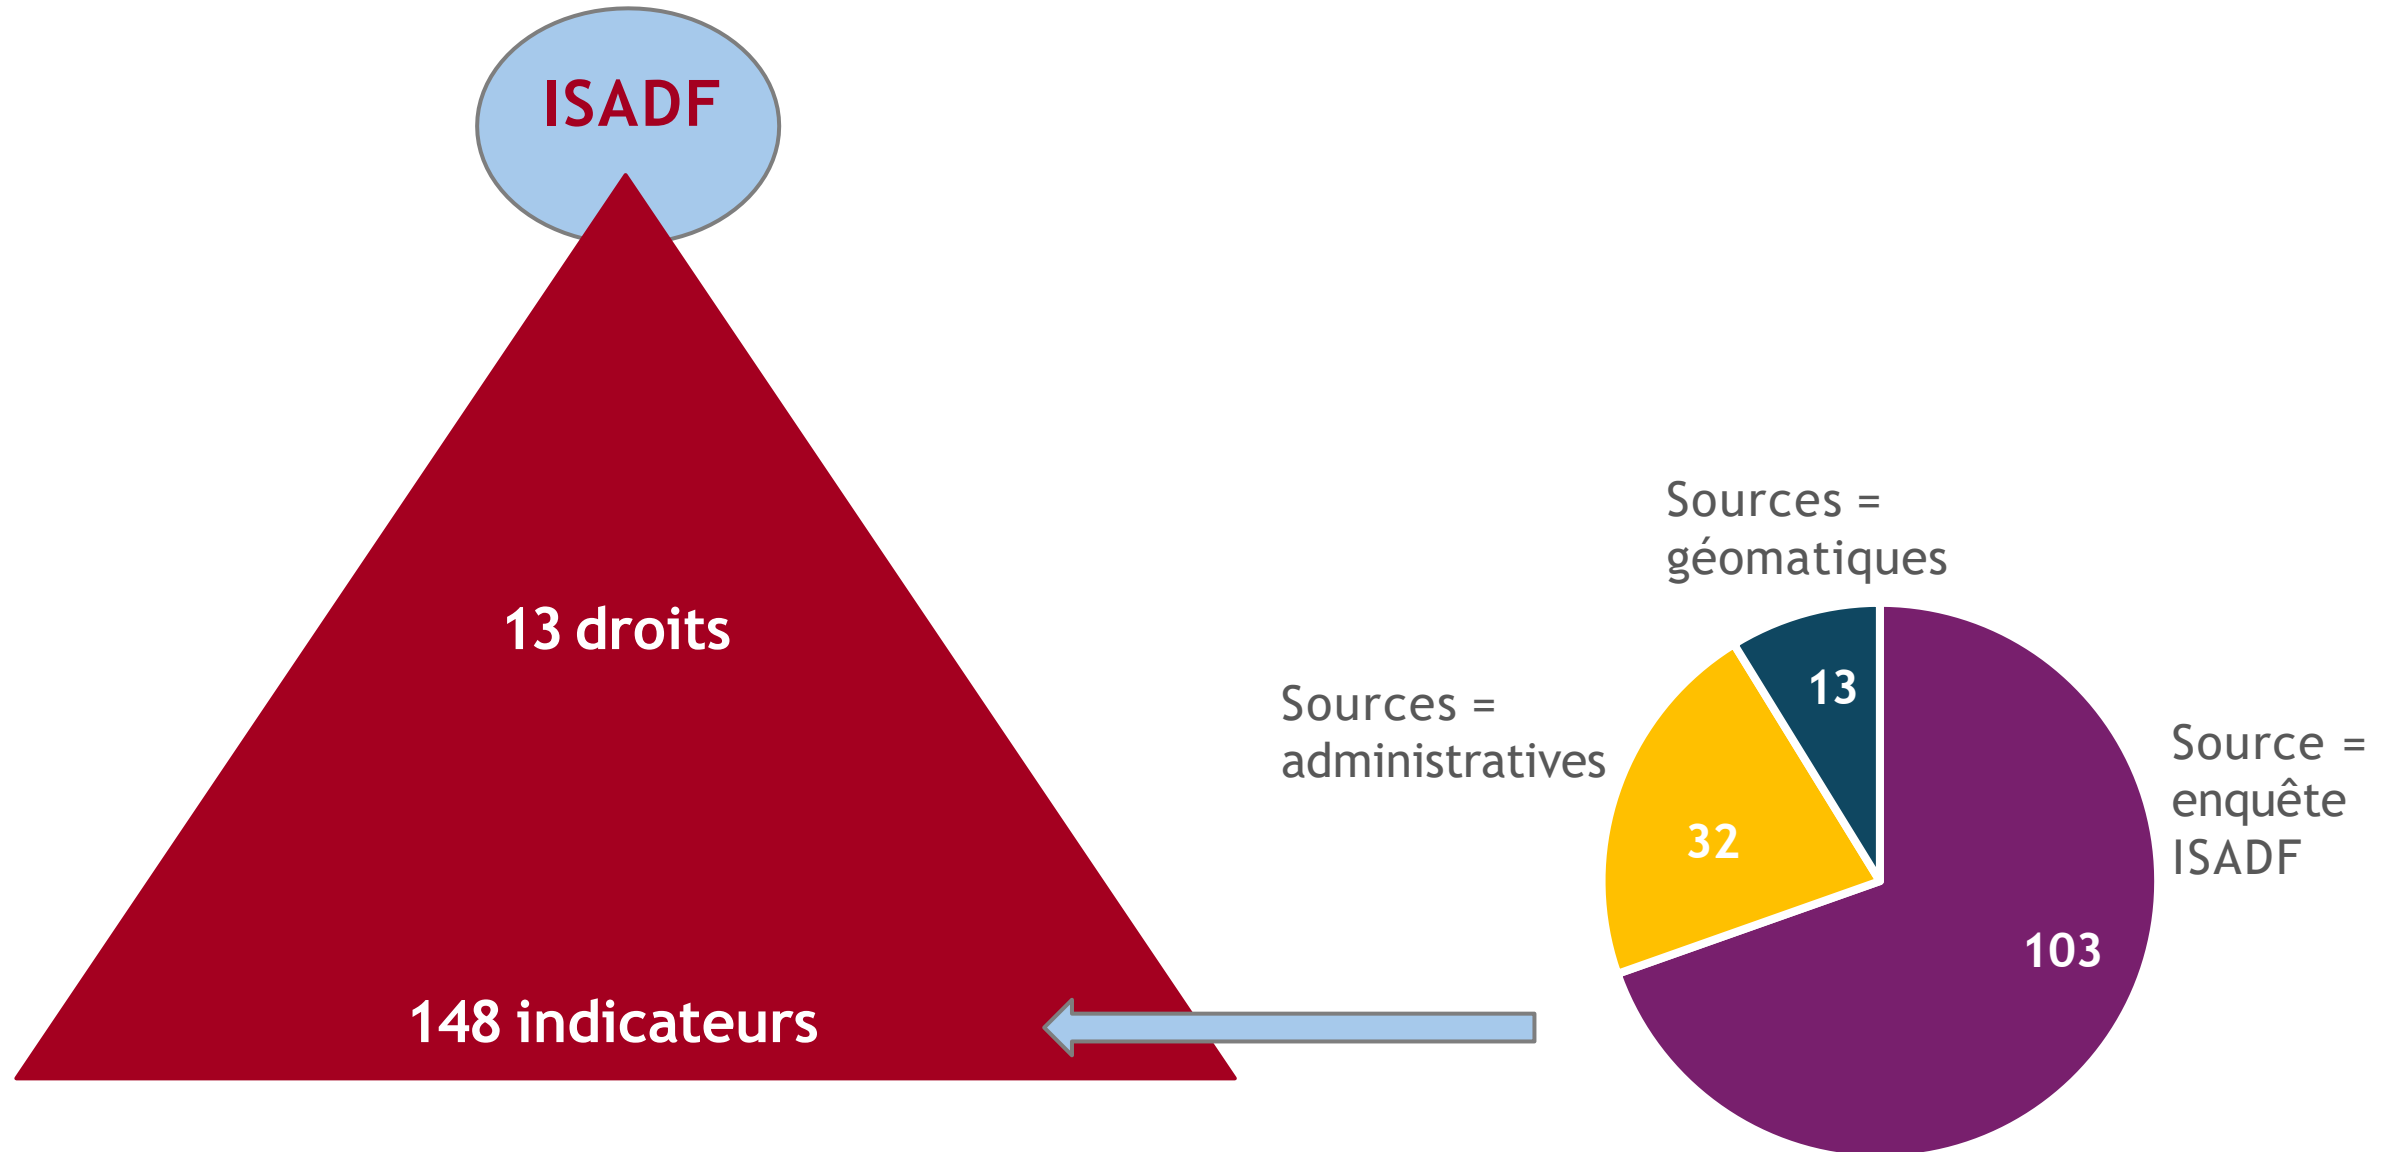 ISADF
13 droits
148 indicateurs
Sources =
géomatiques
Sources =
administratives
Source =
enquête
ISADF
13
32
103